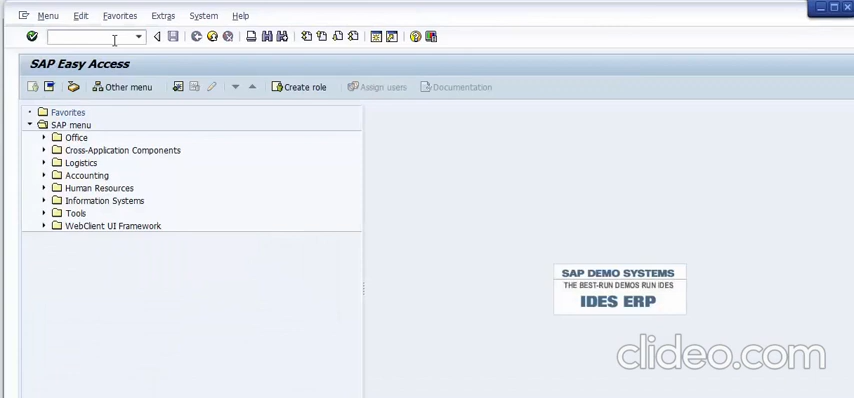 Menu Edit Favorites Extras System Help
SAP Easy Access
Other menu Create role Assign users Documentation
Favorites
SAP menu
Office
Cross-Application Components
Logistics
Accounting
Human Resources
Information Systems
Tools
WebClient UI Framework
SAP DEMO SYSTEMS
THE BEST-RUN DEMOS RUN IDES
IDES ERP
clideo.com